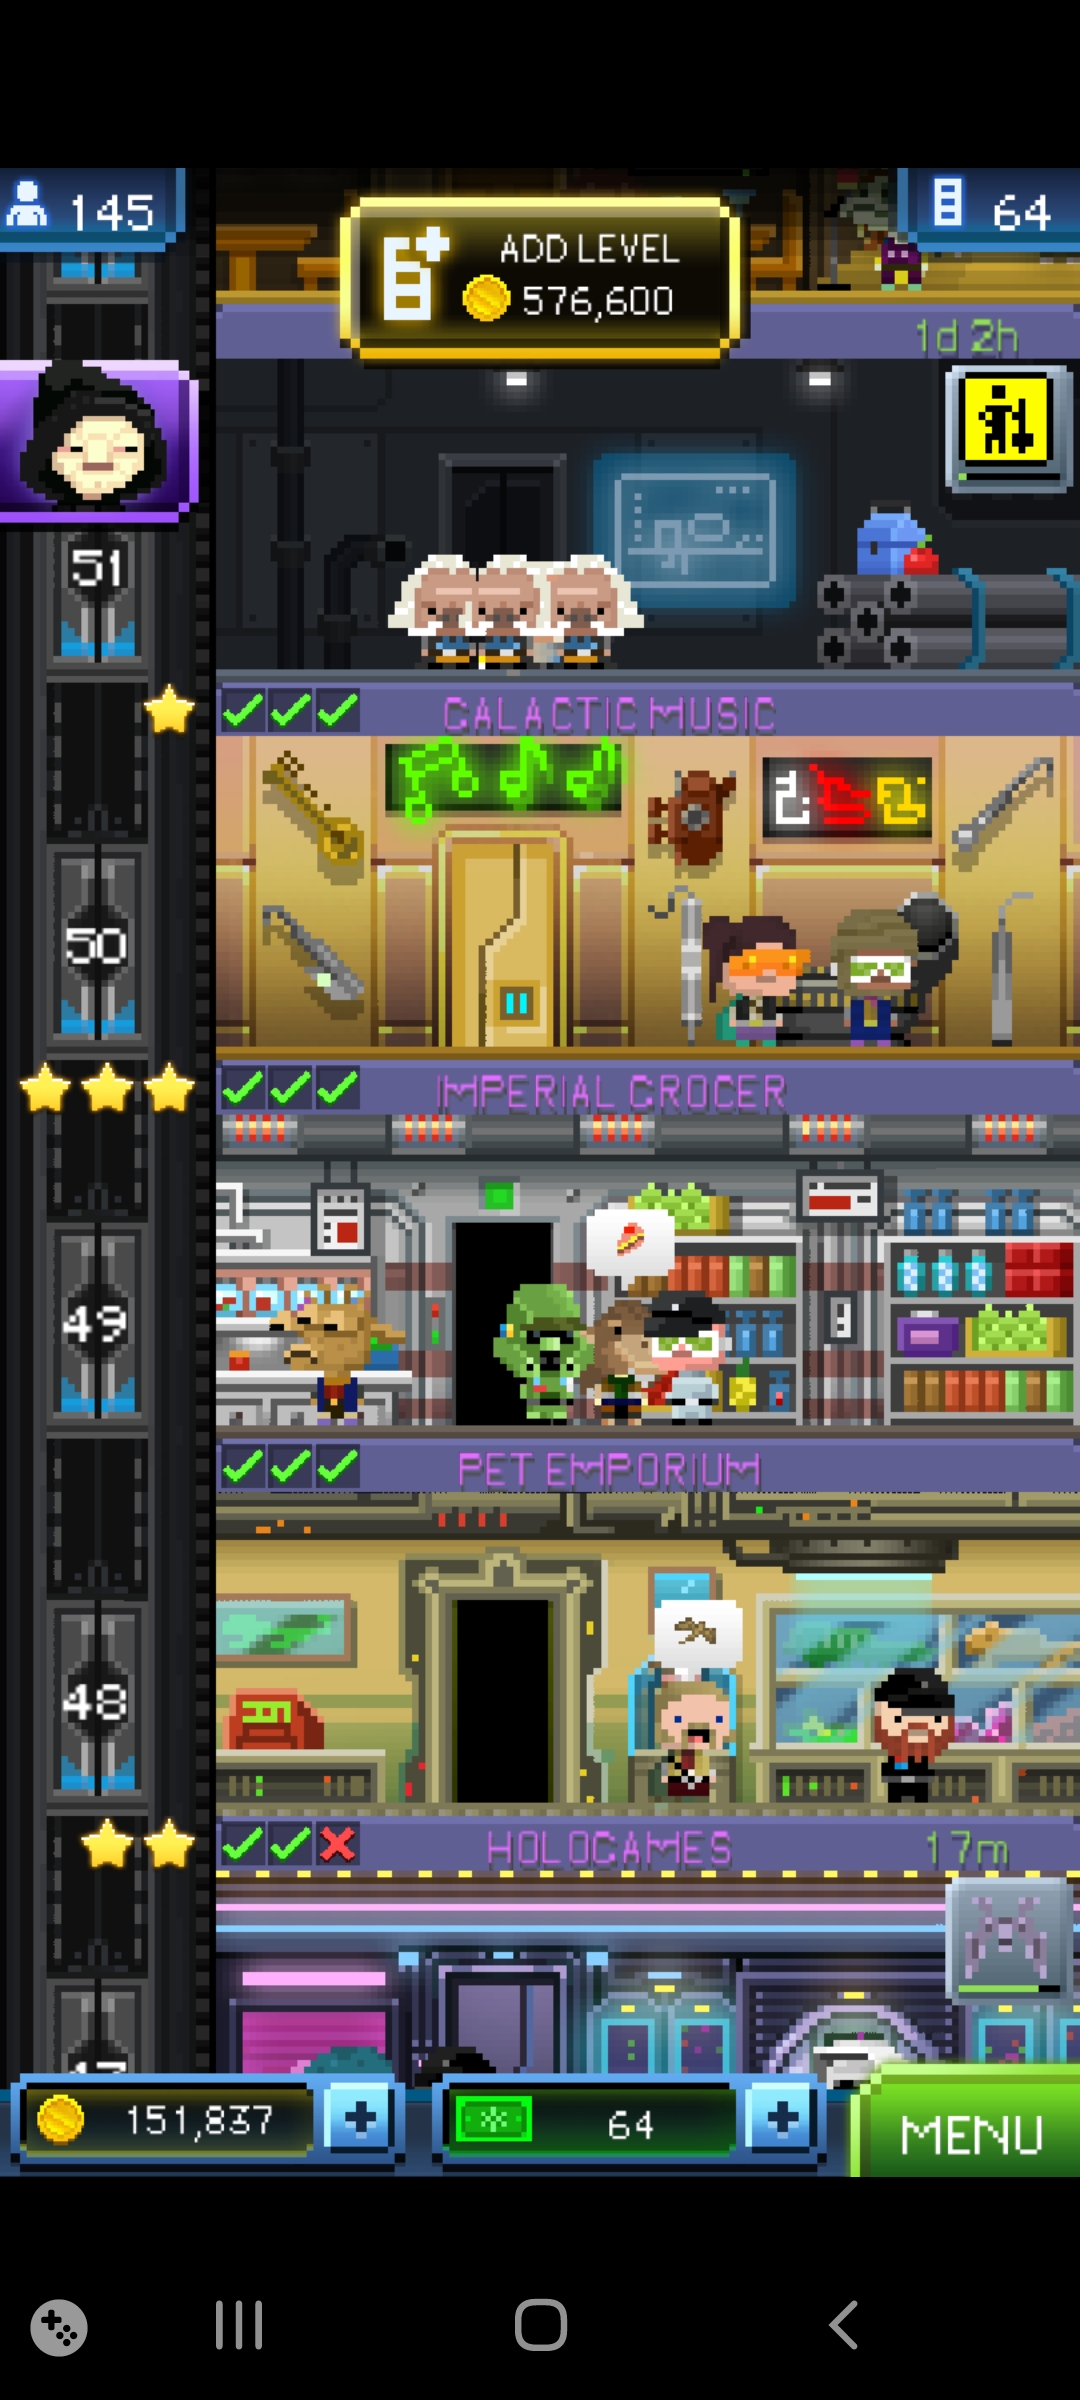 145
64
ADD LEVEL
576,600
1d 2h
51
GALACTIC MUSIC
50
IMPERIAL GROCER
49
PET EMPORIUM
48
HOLOGAMES
17m
47
151,837
64
MENU